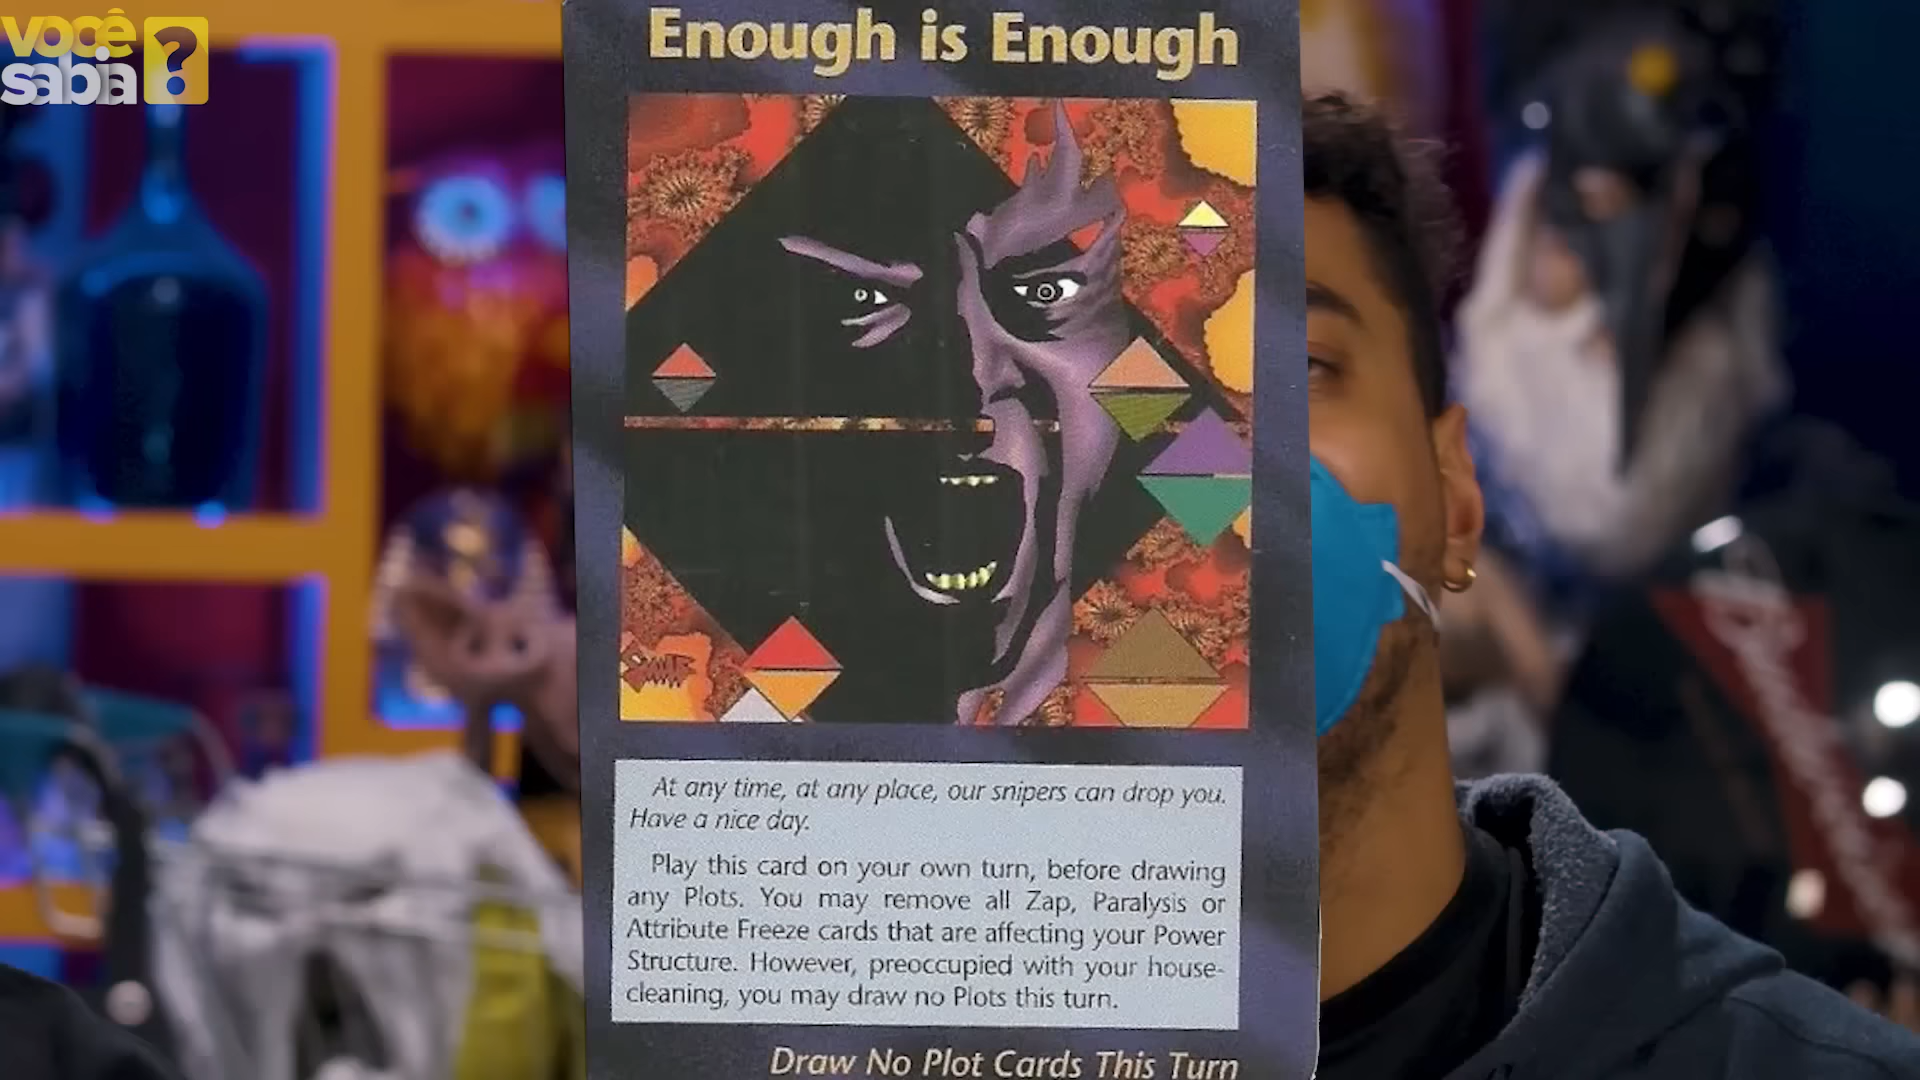 você
sabia ?
Enough is Enough
At any time, at any place, our snipers can drop you.
Have a nice day.
Play this card on your own turn, before drawing
any Plots. You may remove all Zap, Paralysis or
Attribute Freeze cards that are affecting your Power
Structure. However, preoccupied with your house-
cleaning, you may draw no Plots this turn.
Draw No Plot Cards This Turn